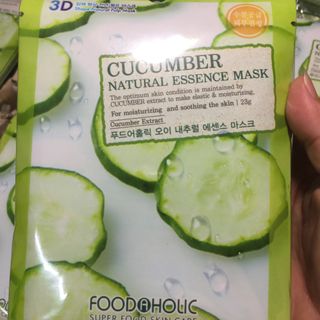 3D
CUCUMBER
NATURAL ESSENCE MASK
The optimum skin condition is maintained by
CUCUMBER extract to make elastic & moisturizing,
For moisturizing and soothing the skin | 23g
Cucumber Extract
푸드어홀릭 오이 내추럴 에센스 마스크
FOODAHOLIC
SUPER FOOD SKIN CARE